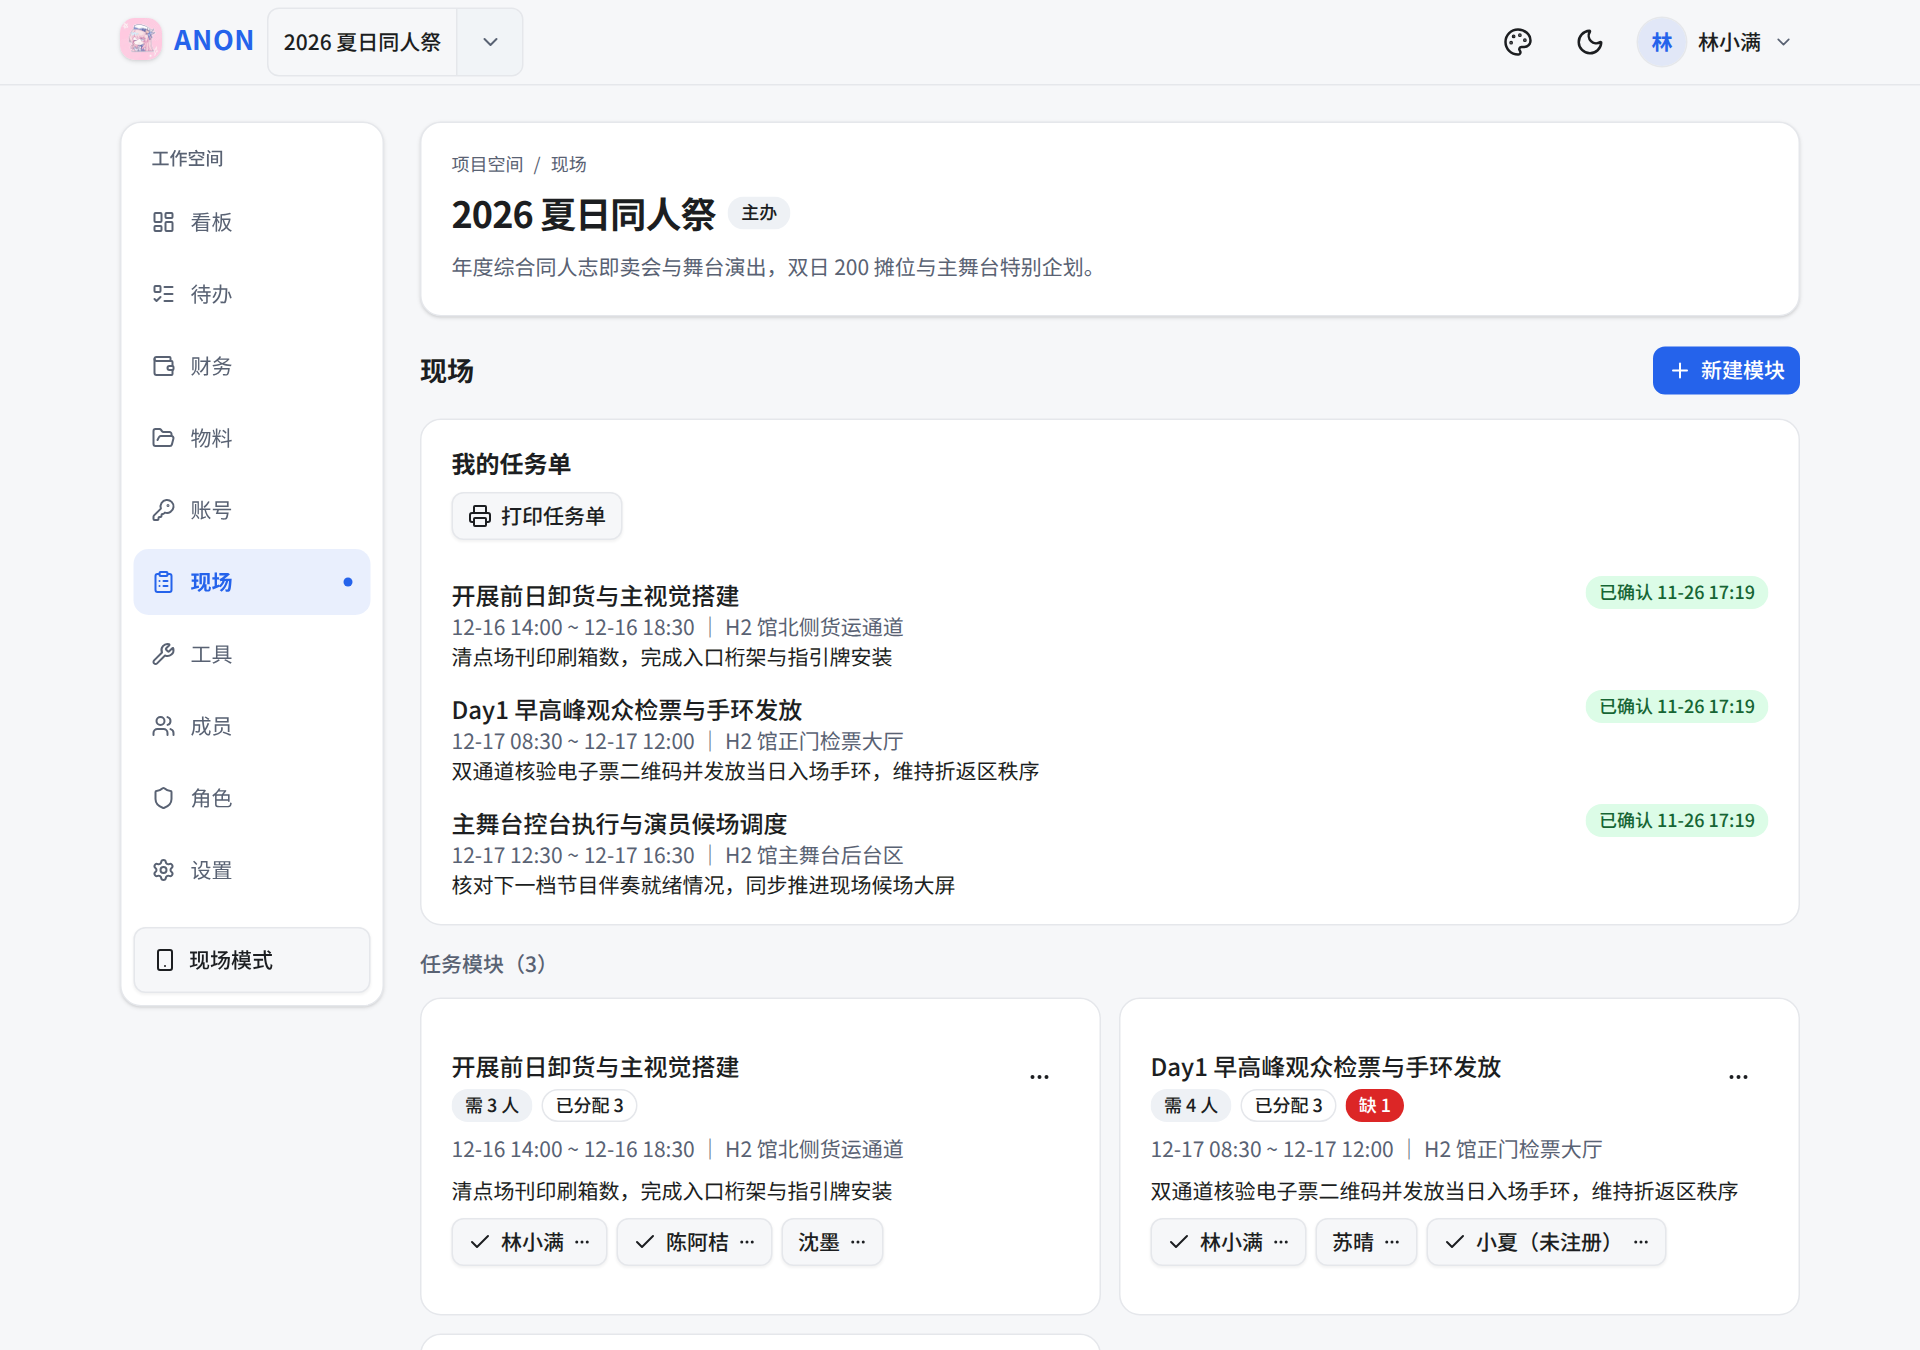 ANON
2026 夏日同人祭
林
林小满
工作空间
看板
待办
财务
物料
账号
现场
工具
成员
角色
设置
现场模式
项目空间 / 现场
2026 夏日同人祭 主办
年度综合同人志即卖会与舞台演出，双日 200 摊位与主舞台特别企划。
现场
新建模块
我的任务单
打印任务单
开展前日卸货与主视觉搭建
已确认 11-26 17:19
12-16 14:00 ~ 12-16 18:30 ｜ H2 馆北侧货运通道
清点场刊印刷箱数，完成入口桁架与指引牌安装
Day1 早高峰观众检票与手环发放
已确认 11-26 17:19
12-17 08:30 ~ 12-17 12:00 ｜ H2 馆正门检票大厅
双通道核验电子票二维码并发放当日入场手环，维持折返区秩序
主舞台控台执行与演员候场调度
已确认 11-26 17:19
12-17 12:30 ~ 12-17 16:30 ｜ H2 馆主舞台后台区
核对下一档节目伴奏就绪情况，同步推进现场候场大屏
任务模块（3）
开展前日卸货与主视觉搭建
需 3 人 已分配 3
12-16 14:00 ~ 12-16 18:30 ｜ H2 馆北侧货运通道
清点场刊印刷箱数，完成入口桁架与指引牌安装
林小满 陈阿桔 沈墨
Day1 早高峰观众检票与手环发放
需 4 人 已分配 3 缺 1
12-17 08:30 ~ 12-17 12:00 ｜ H2 馆正门检票大厅
双通道核验电子票二维码并发放当日入场手环，维持折返区秩序
林小满 苏晴 小夏（未注册）